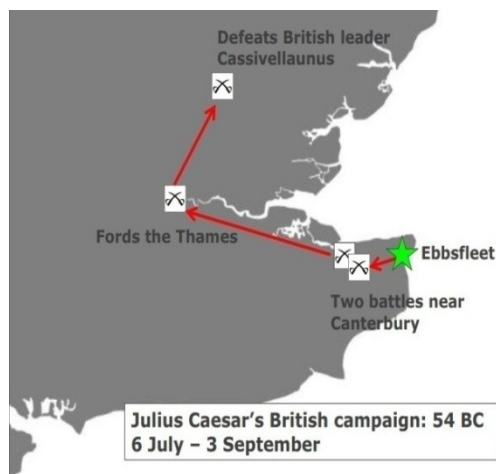 Defeats British leader
Cassivellaunus
Fords the Thames
Ebbsfleet
Two battles near
Canterbury
Julius Caesar's British campaign: 54 BC
6 July – 3 September